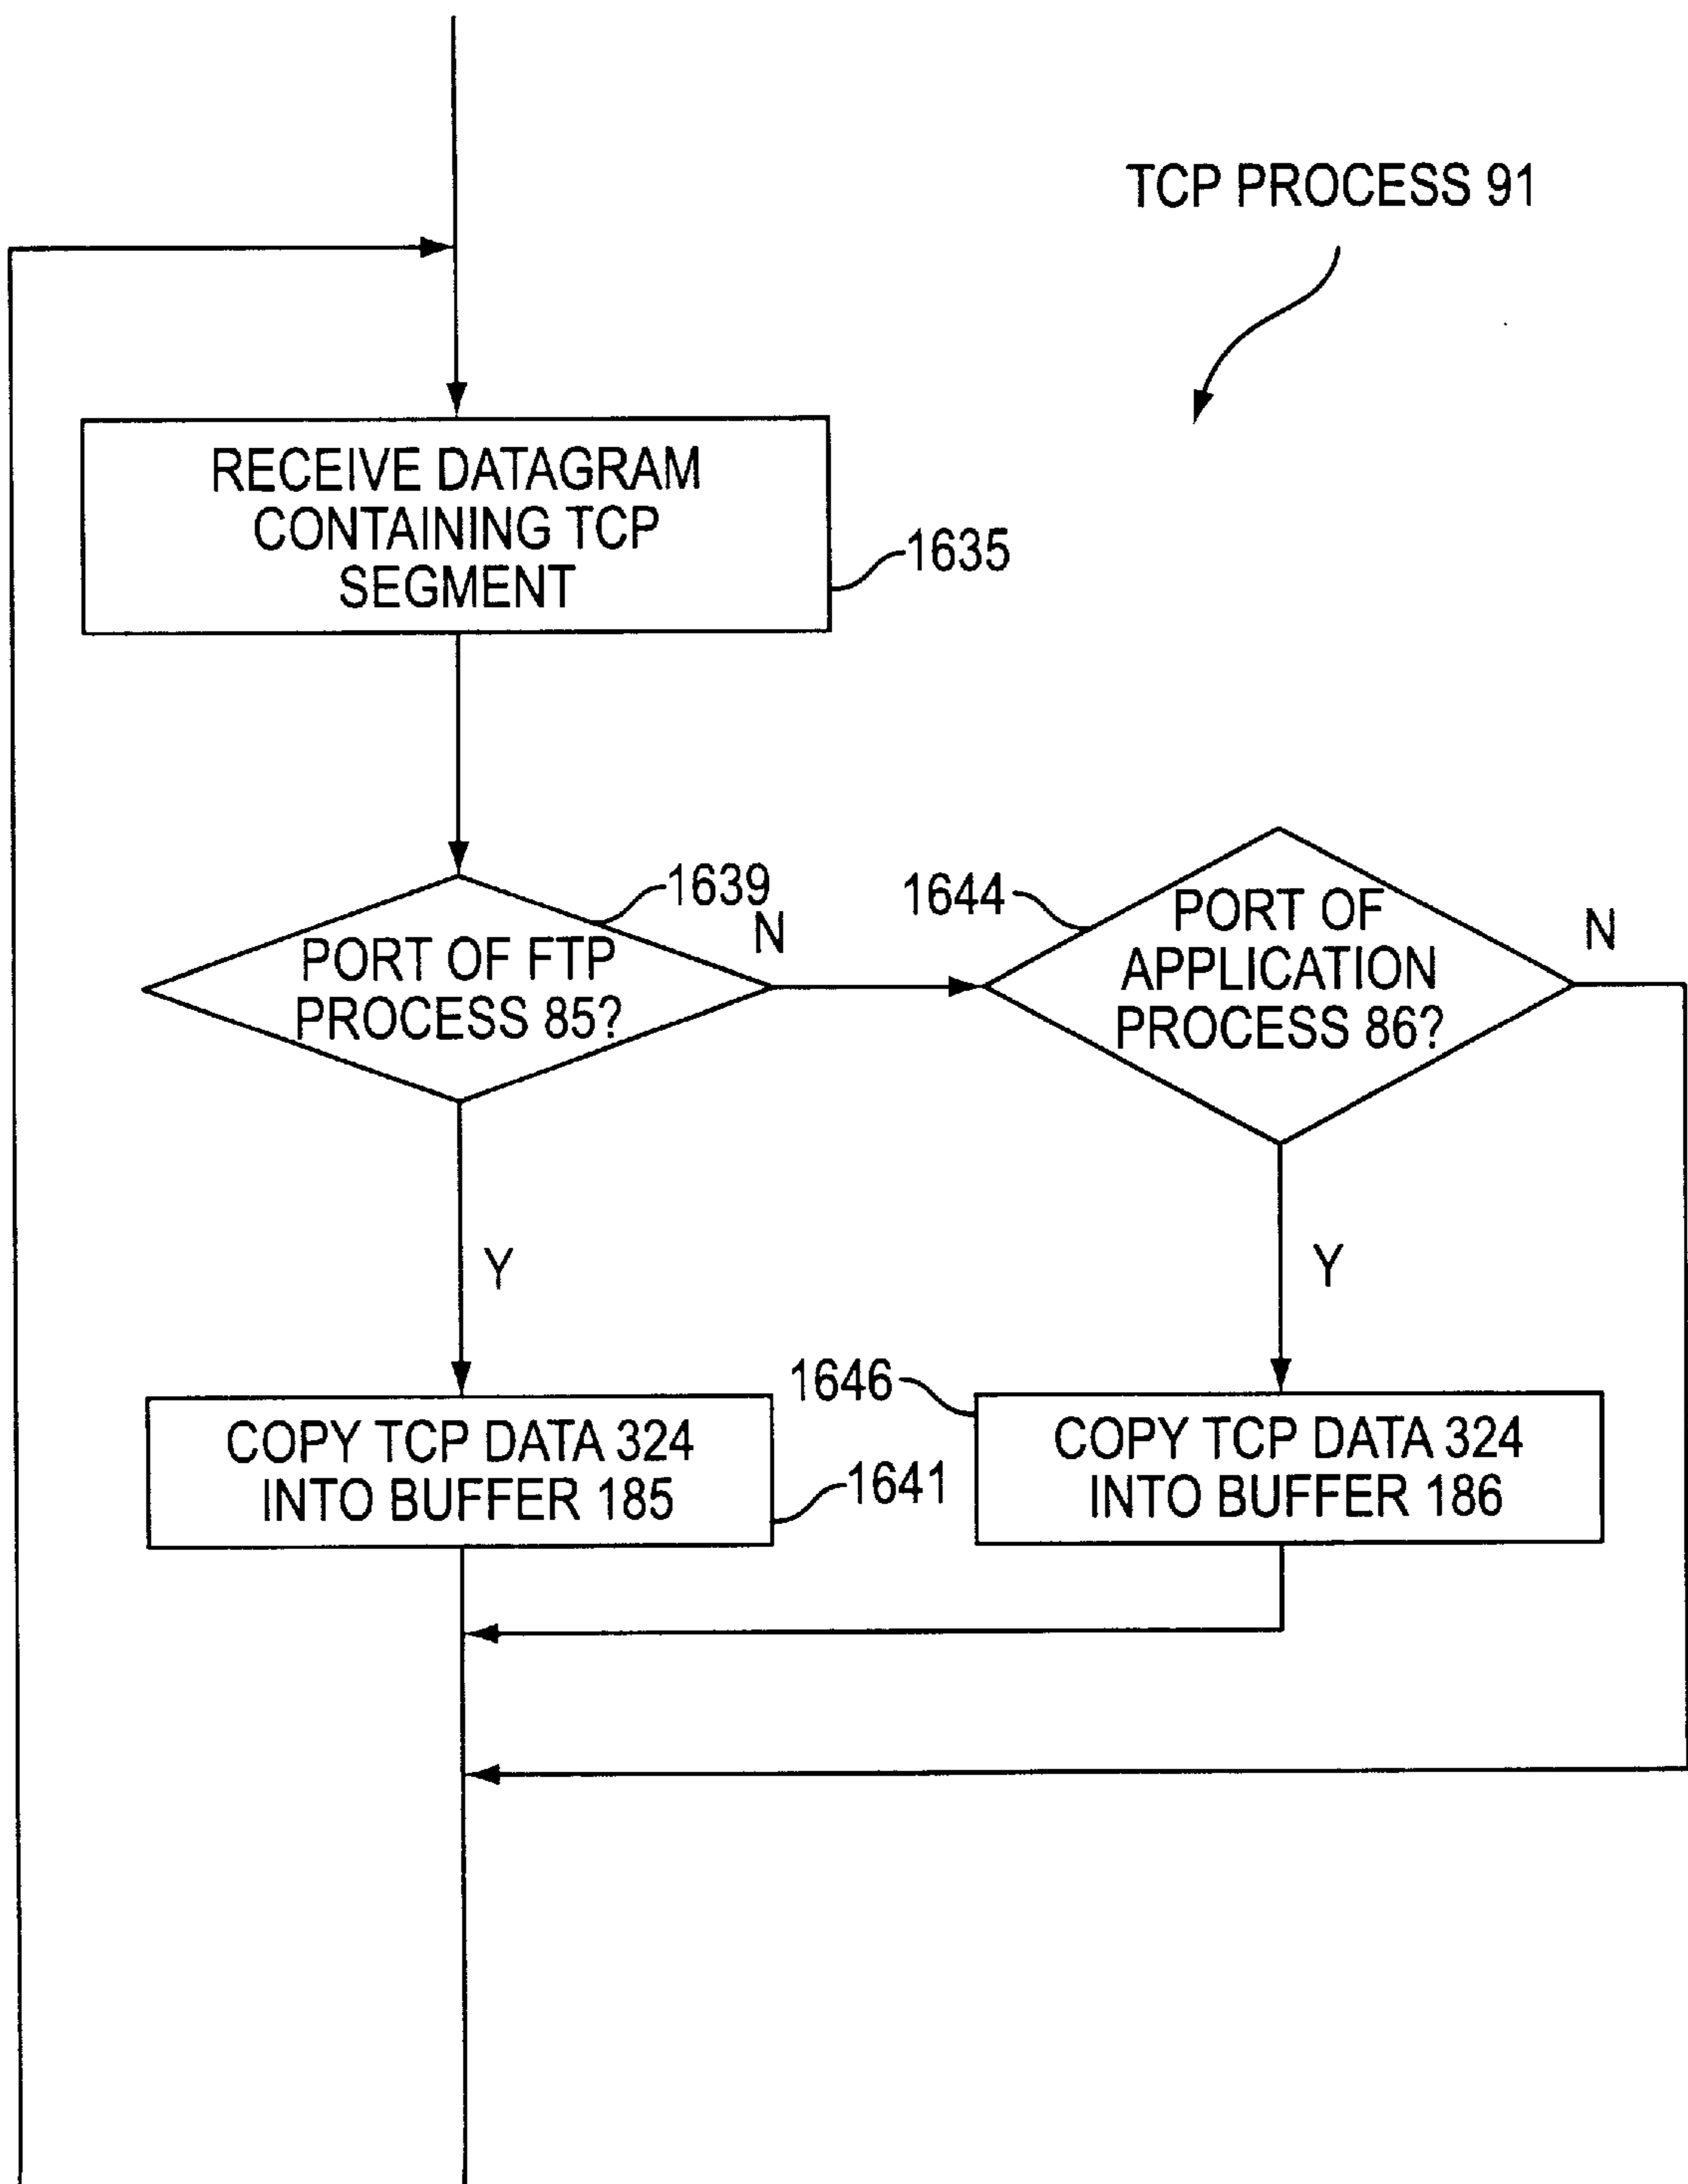 TCP PROCESS 91
RECEIVE DATAGRAM
CONTAINING TCP
SEGMENT
1635
1639
N
PORT OF FTP
PROCESS 85?
1644
PORT OF
APPLICATION
PROCESS 86?
N
Y
Y
COPY TCP DATA 324
INTO BUFFER 185
1641
1646
COPY TCP DATA 324
INTO BUFFER 186